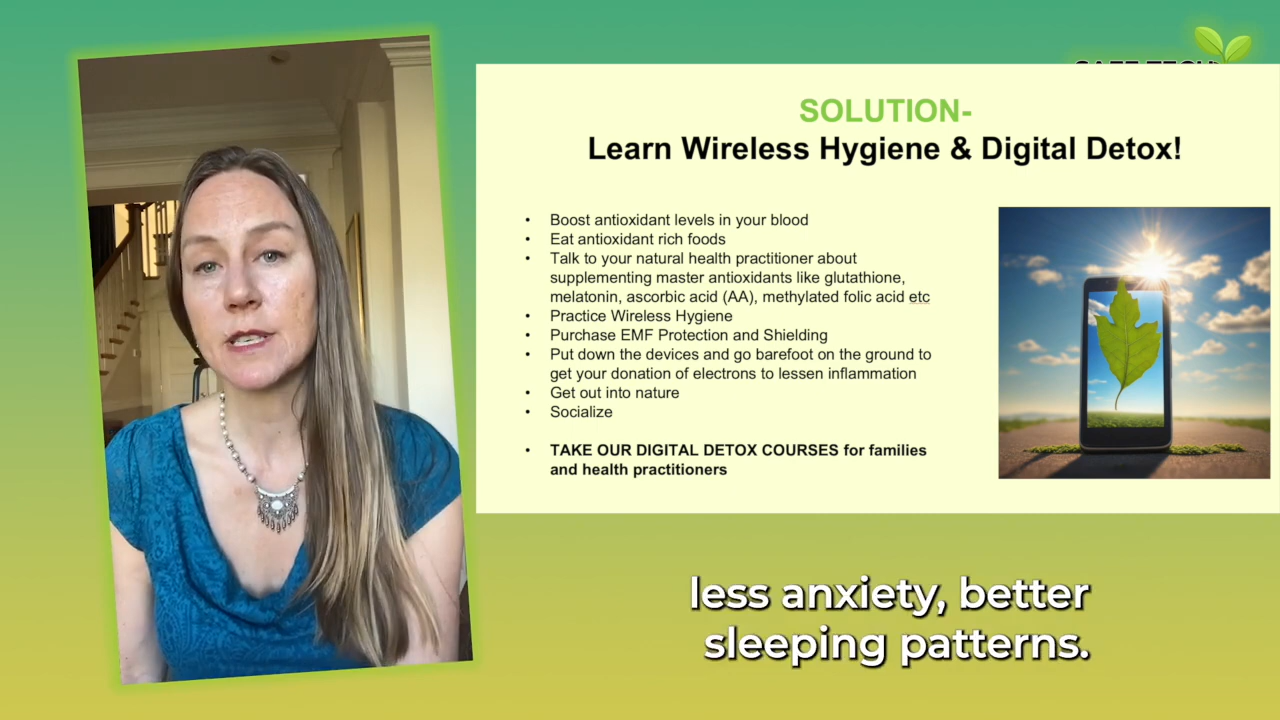 SAFE TECH
SOLUTION-
Learn Wireless Hygiene & Digital Detox!
• Boost antioxidant levels in your blood
• Eat antioxidant rich foods
• Talk to your natural health practitioner about
supplementing master antioxidants like glutathione,
melatonin, ascorbic acid (AA), methylated folic acid etc
• Practice Wireless Hygiene
• Purchase EMF Protection and Shielding
• Put down the devices and go barefoot on the ground to
get your donation of electrons to lessen inflammation
• Get out into nature
• Socialize
• TAKE OUR DIGITAL DETOX COURSES for families
and health practitioners
less anxiety, better
sleeping patterns.